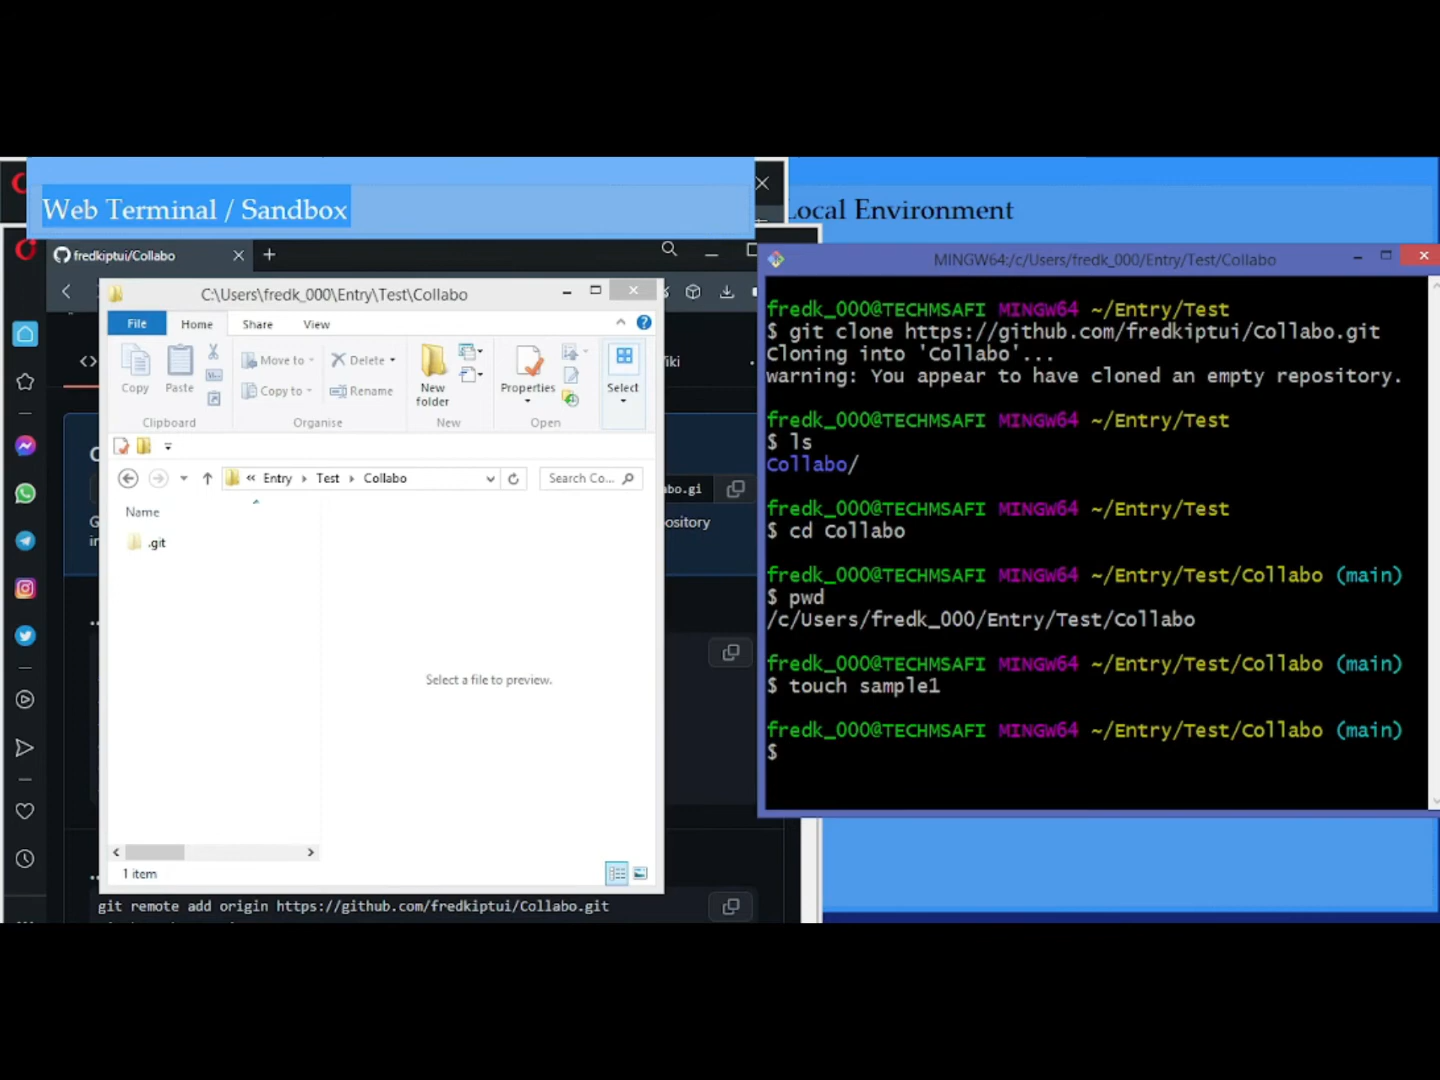 Web Terminal / Sandbox
Local Environment
fredkiptui/Collabo
C:\Users\fredk_000\Entry\Test\Collabo
File Home Share View
Copy
Paste
Move to
Copy to
Delete
Rename
New folder
Properties
Select
Clipboard
Organise
New
Open
« Entry Test Collabo
Search Co...
Name
.git
Select a file to preview.
1 item
abo.gi
ository
git remote add origin https://github.com/fredkiptui/Collabo.git
MINGW64:/c/Users/fredk_000/Entry/Test/Collabo
fredk_000@TECHMSAFI MINGW64 ~/Entry/Test
$ git clone https://github.com/fredkiptui/Collabo.git
Cloning into 'Collabo'...
warning: You appear to have cloned an empty repository.
fredk_000@TECHMSAFI MINGW64 ~/Entry/Test
$ ls
Collabo/
fredk_000@TECHMSAFI MINGW64 ~/Entry/Test
$ cd Collabo
fredk_000@TECHMSAFI MINGW64 ~/Entry/Test/Collabo (main)
$ pwd
/c/Users/fredk_000/Entry/Test/Collabo
fredk_000@TECHMSAFI MINGW64 ~/Entry/Test/Collabo (main)
$ touch sample1
fredk_000@TECHMSAFI MINGW64 ~/Entry/Test/Collabo (main)
$